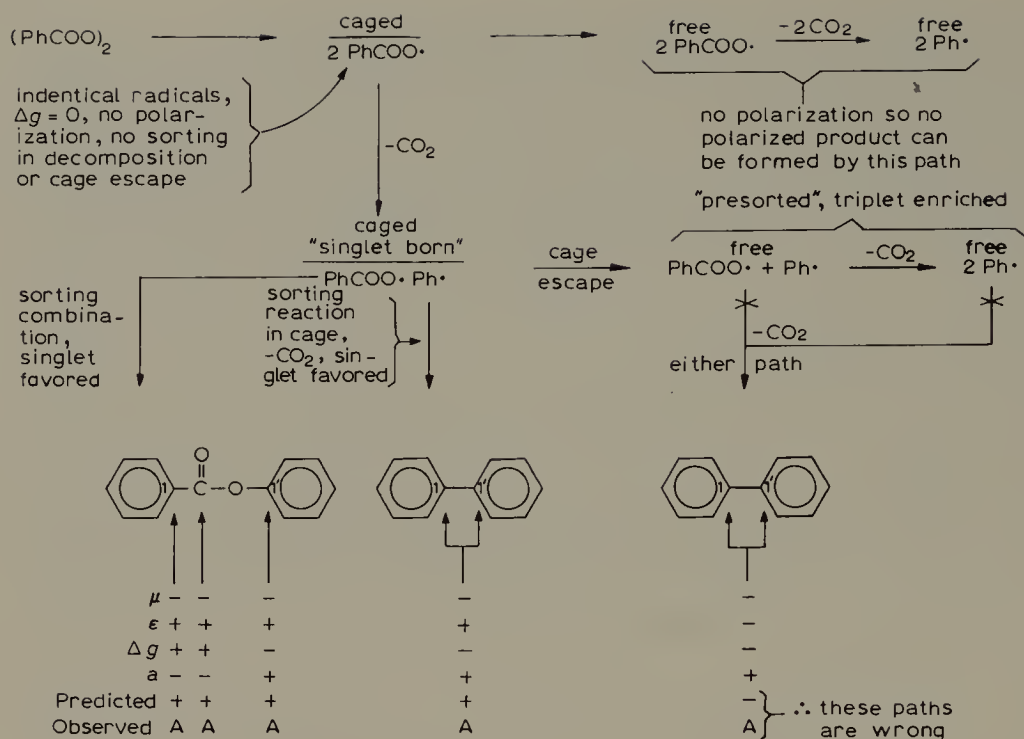 (PhCOO)2
caged
2 PhCOO·
free
2 PhCOO·
-2CO2
free
2 Ph·
indentical radicals,
Δg = 0, no polar-
ization, no sorting
in decomposition
or cage escape
-CO2
no polarization so no
polarized product can
be formed by this path
"presorted", triplet enriched
caged
"singlet born"
PhCOO· Ph·
cage
escape
free
PhCOO· + Ph·
-CO2
free
2 Ph·
sorting
combina-
tion,
singlet
favored
sorting
reaction
in cage,
-CO2, sin-
glet favored
-CO2
either path
O
1 C O 1'
1 1'
1 1'
μ - - - - -
ε + + + + -
Δg + + - - -
a - - + + +
Predicted + + + + -
Observed A A A A A
∴ these paths
are wrong